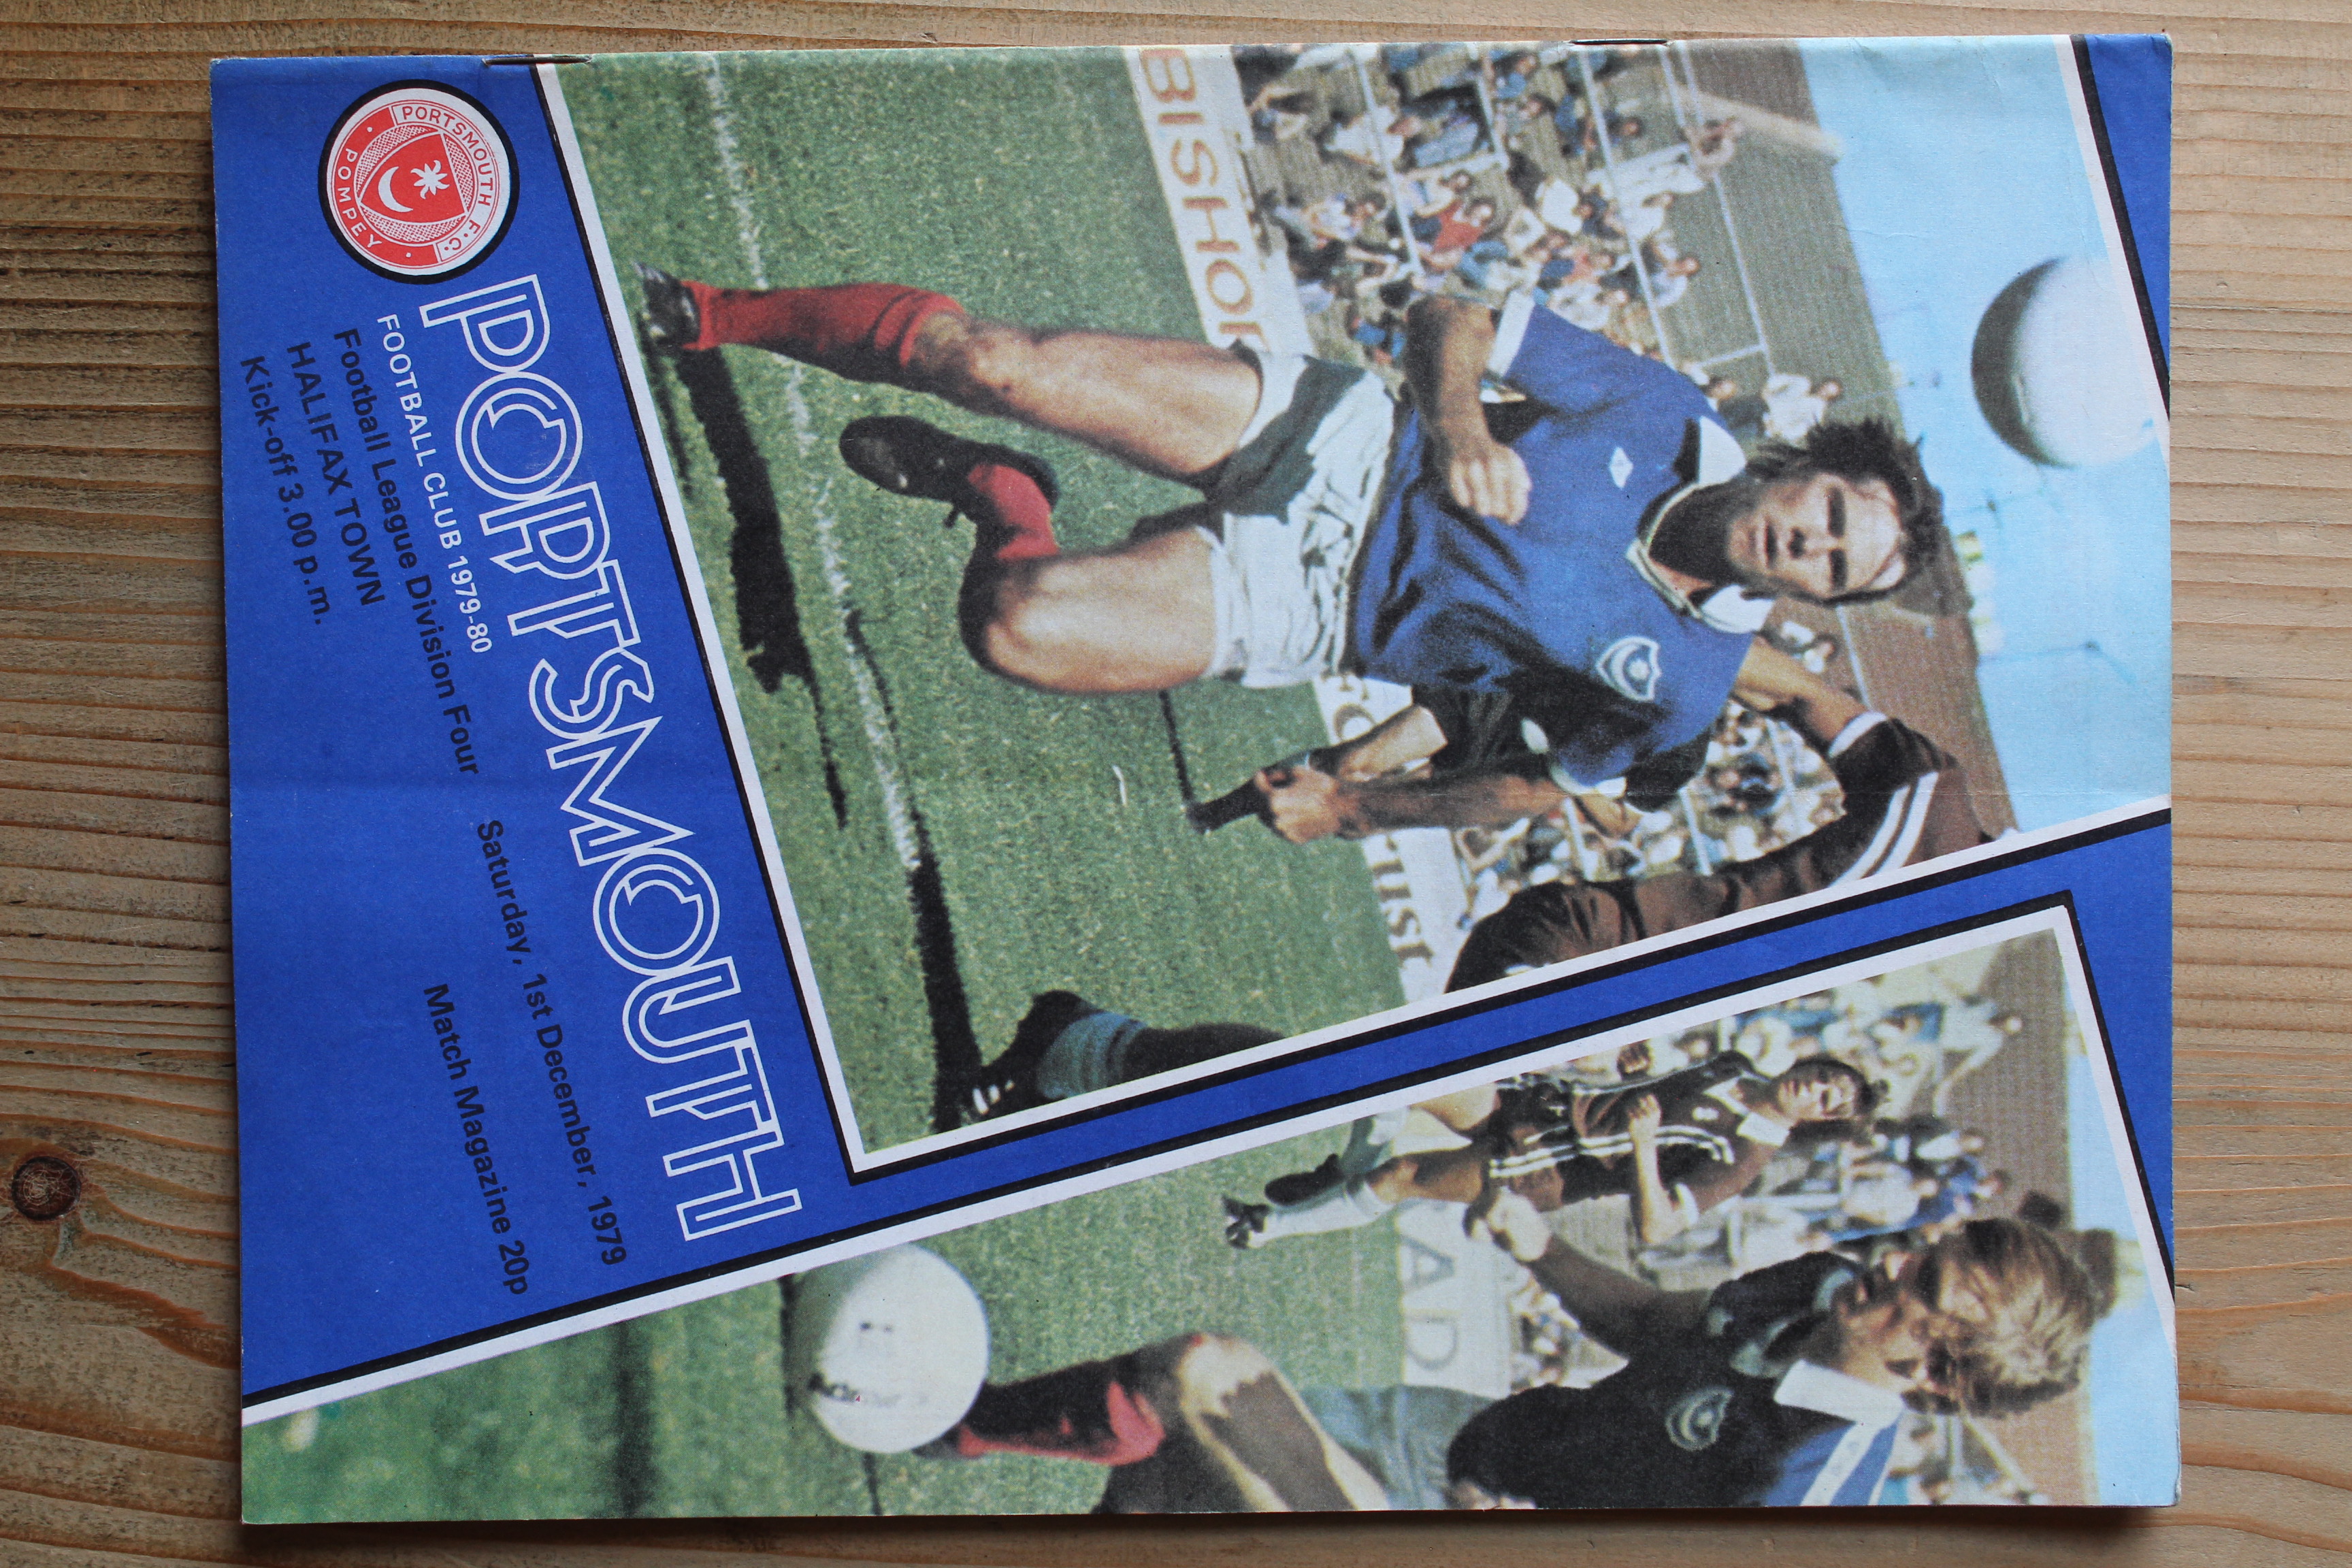 PORTSMOUTH F.C.
POMPEY
PORTSMOUTH
FOOTBALL CLUB 1979-80
Football League Division Four
Saturday, 1st December, 1979
HALIFAX TOWN
Kick-off 3.00 p.m.
Match Magazine 20p
BISHOP
AD